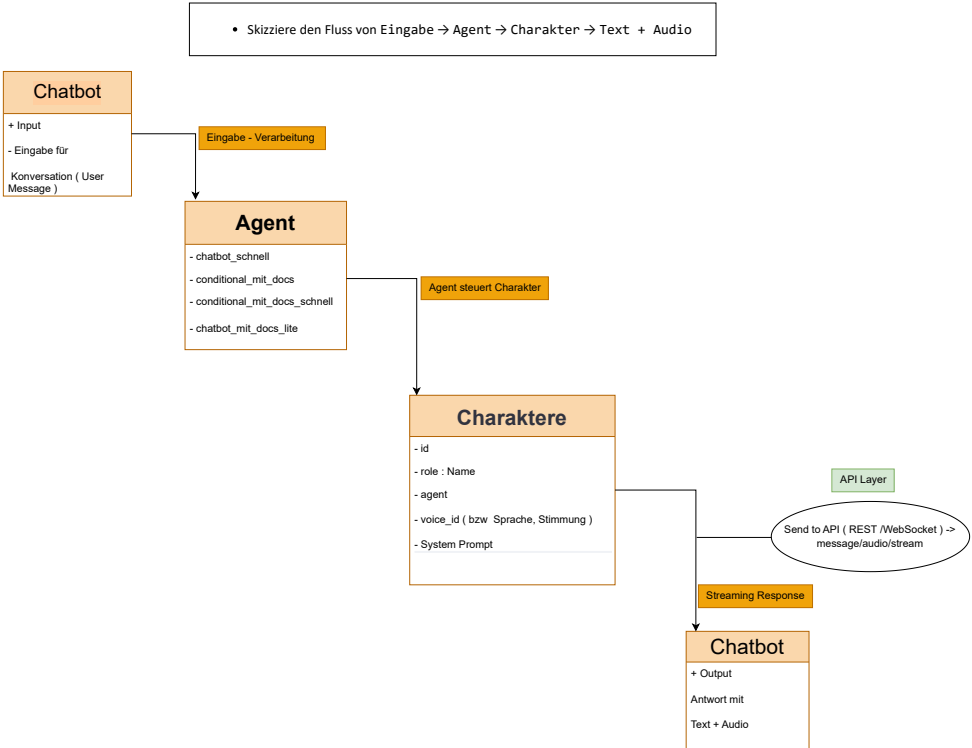 • Skizziere den Fluss von Eingabe → Agent → Charakter → Text + Audio
Chatbot
+ Input
- Eingabe für
Konversation ( User
Message )
Eingabe - Verarbeitung
Agent
- chatbot_schnell
- conditional_mit_docs
- conditional_mit_docs_schnell
- chatbot_mit_docs_lite
Agent steuert Charakter
Charaktere
- id
- role : Name
- agent
- voice_id ( bzw Sprache, Stimmung )
- System Prompt
API Layer
Send to API ( REST /WebSocket ) ->
message/audio/stream
Streaming Response
Chatbot
+ Output
Antwort mit
Text + Audio